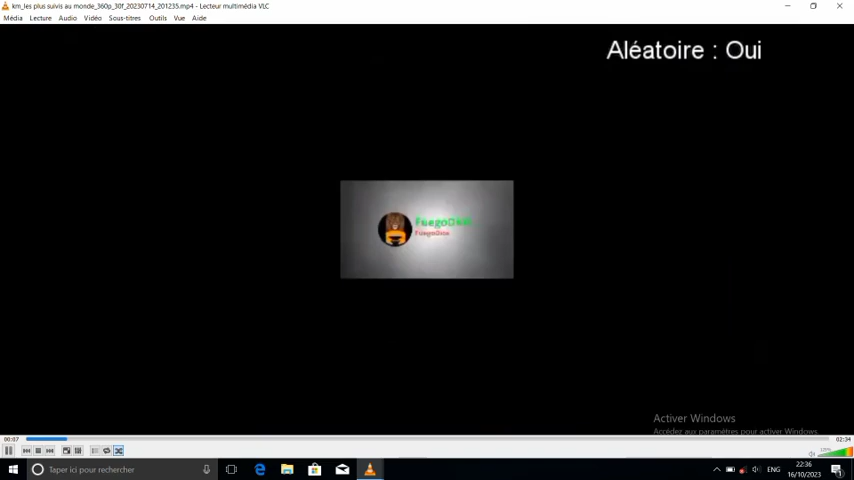 km_les plus suivis au monde_360p_30f_20230714_201235.mp4 - Lecteur multimédia VLC
Média Lecture Audio Vidéo Sous-titres Outils Vue Aide
Aléatoire : Oui
FuegoDina
Activer Windows
Accédez aux paramètres pour activer Windows.
00:07
02:34
125%
Taper ici pour rechercher
ENG
22:36
16/10/2023